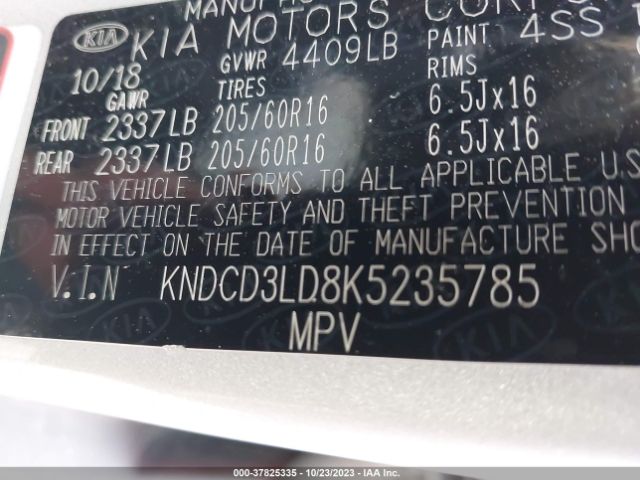 KIA MOTORS
10/18 GVWR 4409LB PAINT 4SS
GAWR TIRES RIMS
FRONT 2337LB 205/60R16 6.5Jx16
REAR 2337LB 205/60R16 6.5Jx16
THIS VEHICLE CONFORMS TO ALL APPLICABLE U.S
MOTOR VEHICLE SAFETY AND THEFT PREVENTION
IN EFFECT ON THE DATE OF MANUFACTURE SHO
V.I.N KNDCD3LD8K5235785
MPV
000-37825335 - 10/23/2023 - IAA Inc.